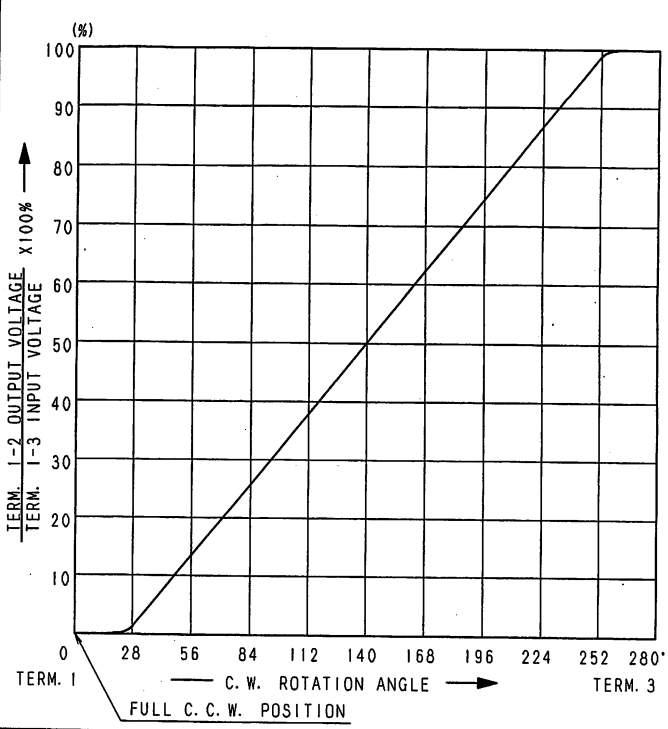 (%)
100
90
80
70
60
50
40
30
20
10
TERM. 1-2 OUTPUT VOLTAGE
TERM. 1-3 INPUT VOLTAGE
X100%
0 28 56 84 112 140 168 196 224 252 280°
TERM. 1
C. W. ROTATION ANGLE
TERM. 3
FULL C. C. W. POSITION